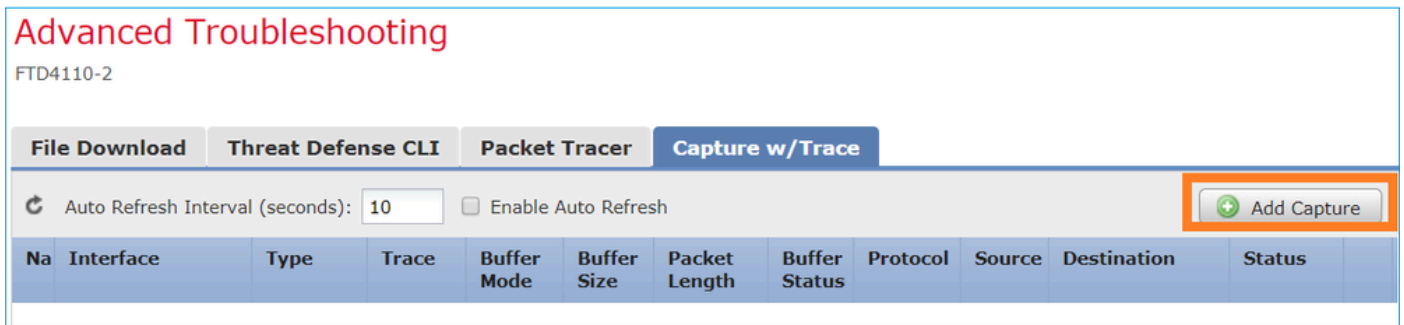 Advanced Troubleshooting
FTD4110-2
File Download Threat Defense CLI Packet Tracer Capture w/Trace
Auto Refresh Interval (seconds): 10 Enable Auto Refresh Add Capture
Na Interface Type Trace Buffer Mode Buffer Size Packet Length Buffer Status Protocol Source Destination Status